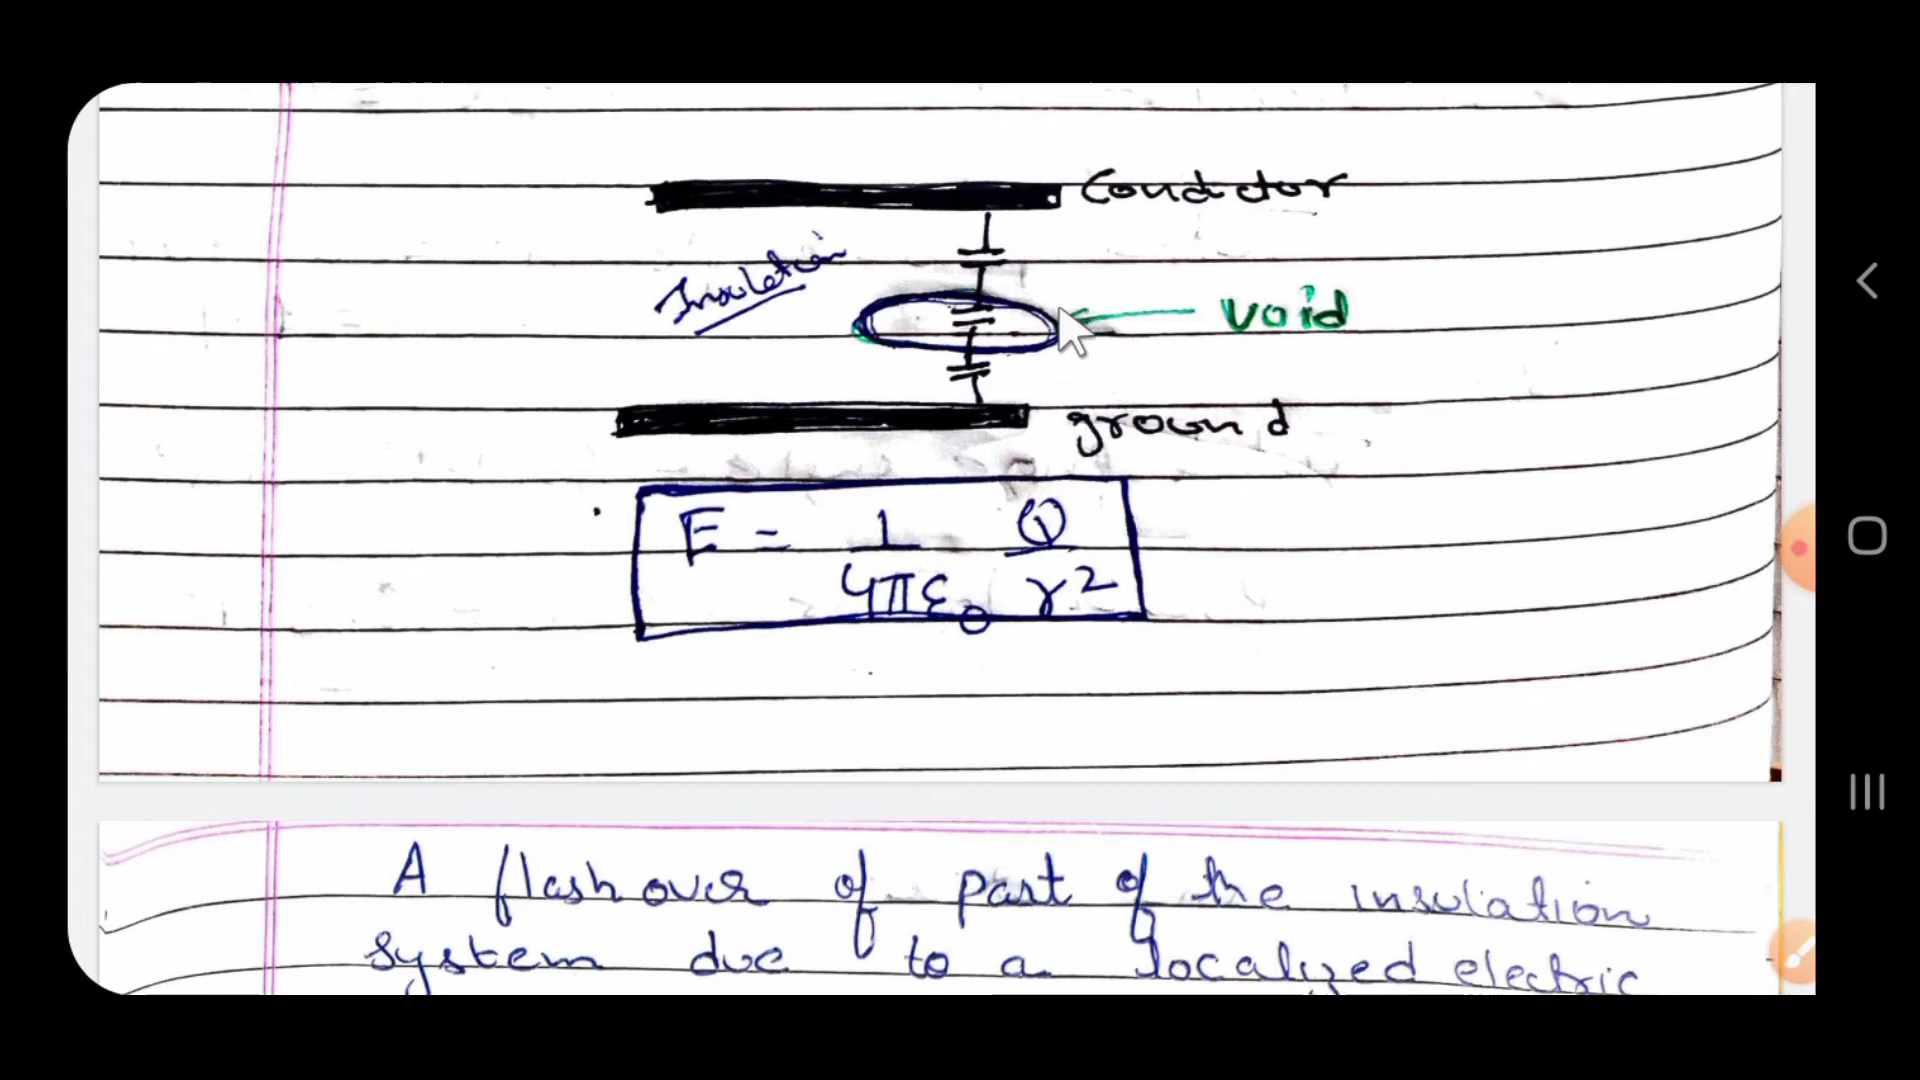 Conductor
Insulation
void
ground
E = 1/4πε₀ Q/r²
A flashover of part of the insulation
system due to a localized electric